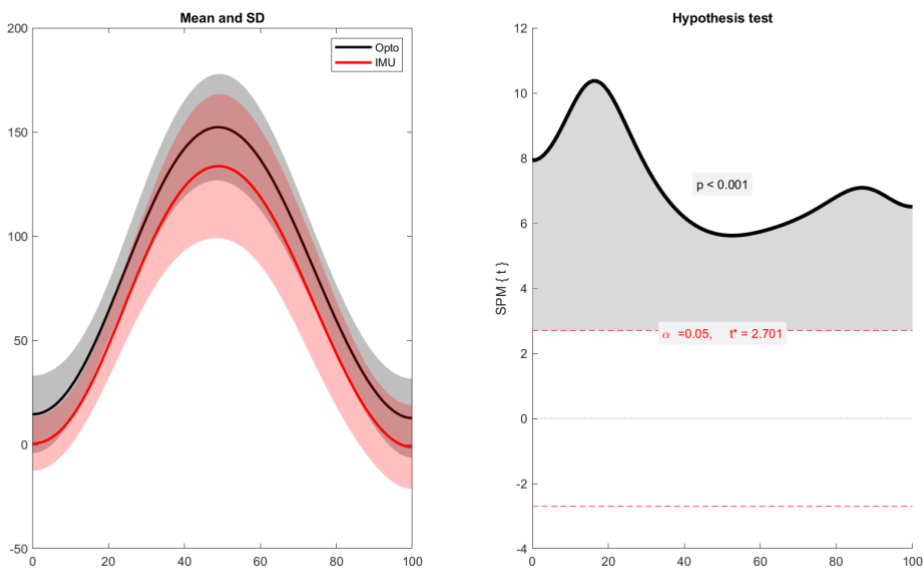 Mean and SD
200
150
100
50
0
-50
0 20 40 60 80 100
Opto
IMU
Hypothesis test
12
10
8
6
4
2
0
-2
-4
0 20 40 60 80 100
SPM { t }
p < 0.001
α =0.05, t* = 2.701